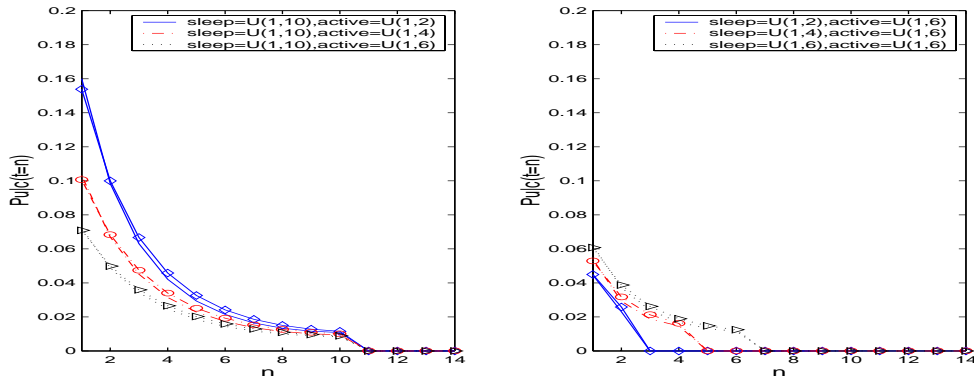 0.2
0.18
0.16
0.14
0.12
0.1
0.08
0.06
0.04
0.02
0
Pu|c(t=n)
sleep=U(1,10),active=U(1,2)
sleep=U(1,10),active=U(1,4)
sleep=U(1,10),active=U(1,6)
2 4 6 8 10 12 14
n
0.2
0.18
0.16
0.14
0.12
0.1
0.08
0.06
0.04
0.02
0
Pu|c(t=n)
sleep=U(1,2),active=U(1,6)
sleep=U(1,4),active=U(1,6)
sleep=U(1,6),active=U(1,6)
2 4 6 8 10 12 14
n